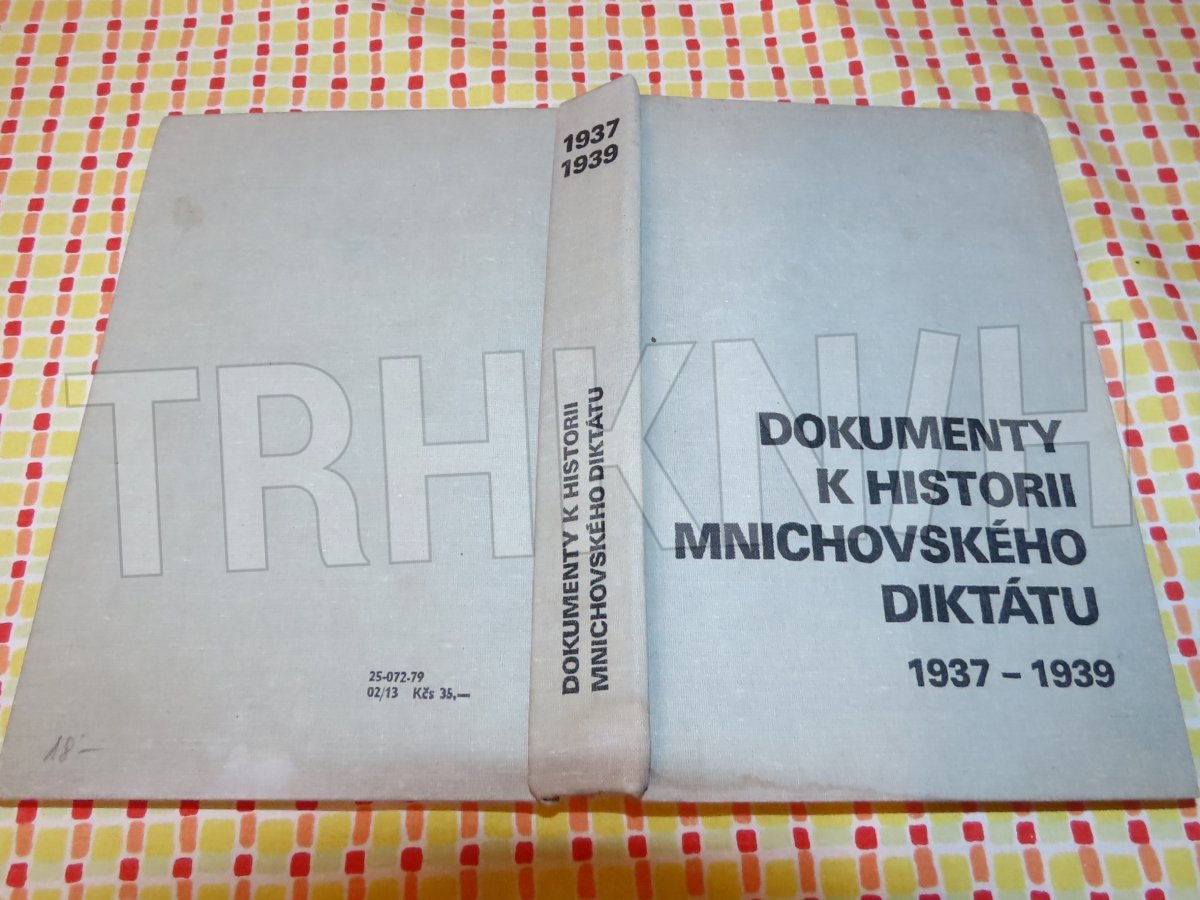 1937
1939
DOKUMENTY K HISTORII
MNICHOVSKÉHO DIKTÁTU
DOKUMENTY
K HISTORII
MNICHOVSKÉHO
DIKTÁTU
1937 – 1939
25-072-79
02/13 Kčs 35,—
18-
TRHKNIH